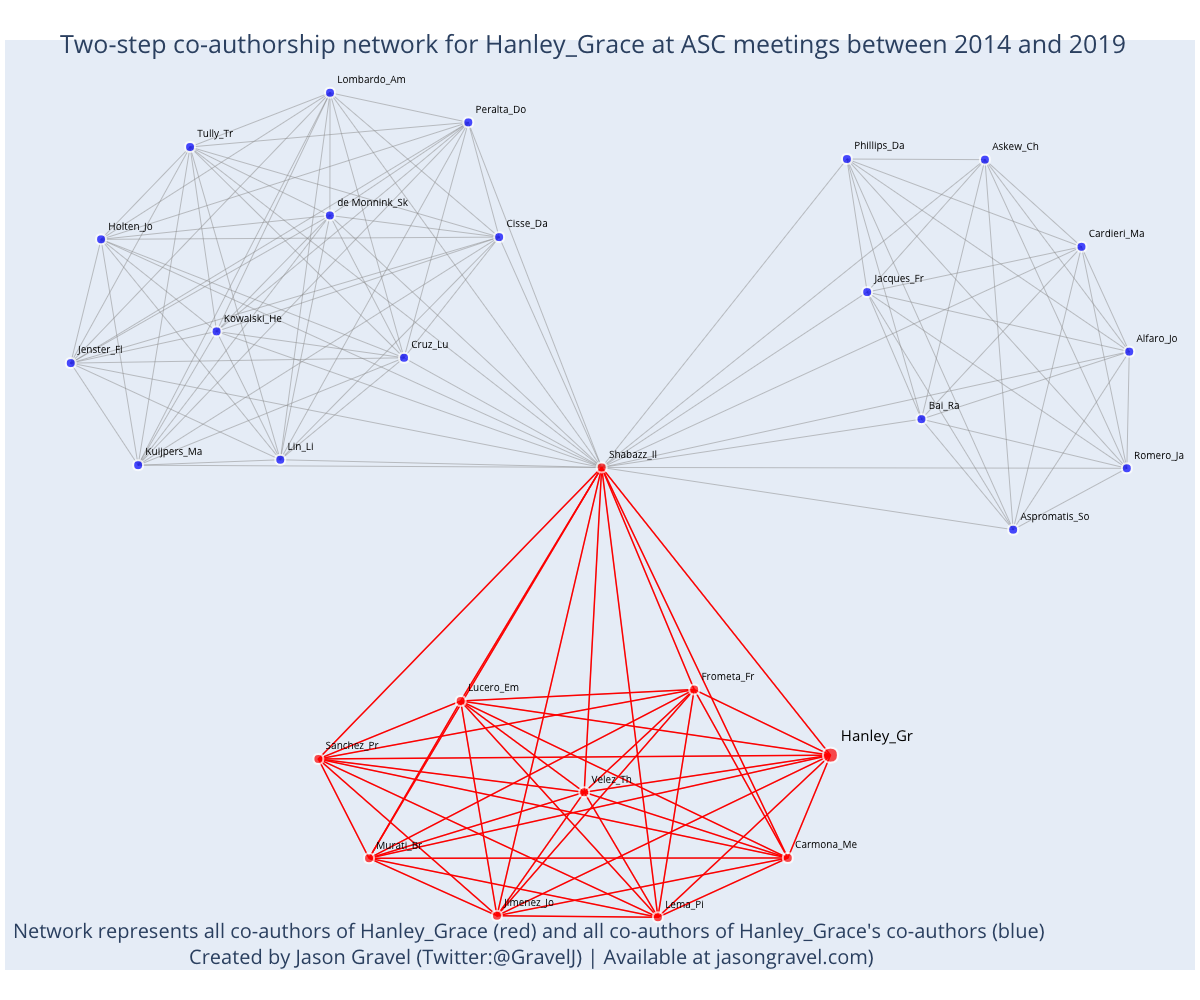 Two-step co-authorship network for Hanley_Grace at ASC meetings between 2014 and 2019
Lombardo_Am
Peralta_Do
Tully_Tr
Phillips_Da
Askew_Ch
de Monnink_Sk
Holten_Jo
Cisse_Da
Cardieri_Ma
Jacques_Fr
Kowalski_He
Cruz_Lu
Jenster_Fl
Alfaro_Jo
Bai_Ra
Kuijpers_Ma
Lin_Li
Shabazz_Il
Romero_Ja
Aspromatis_So
Lucero_Em
Frometa_Fr
Sanchez_Pr
Hanley_Gr
Velez_Th
Murati_Br
Carmona_Me
Jimenez_Jo
Lema_Pi
Network represents all co-authors of Hanley_Grace (red) and all co-authors of Hanley_Grace's co-authors (blue)
Created by Jason Gravel (Twitter:@GravelJ) | Available at jasongravel.com)